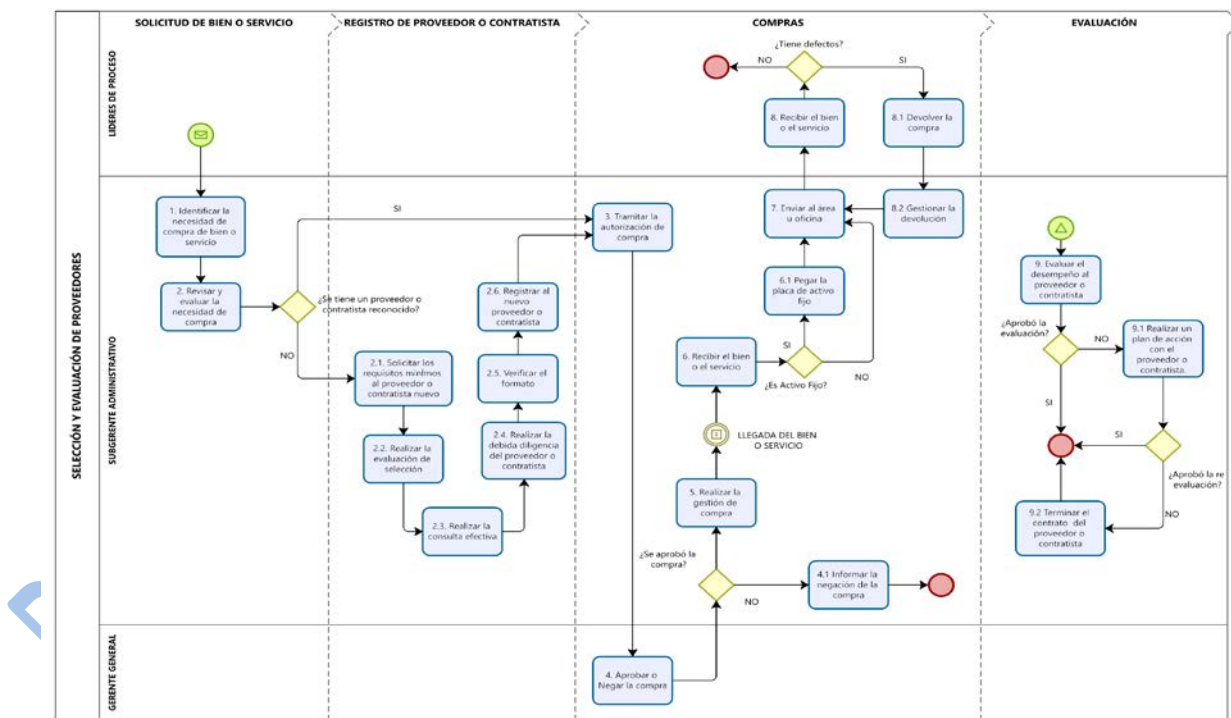 SOLICITUD DE BIEN O SERVICIO
REGISTRO DE PROVEEDOR O CONTRATISTA
COMPRAS
EVALUACIÓN
SELECCIÓN Y EVALUACIÓN DE PROVEEDORES
LIDERES DE PROCESO
SUBGERENTE ADMINISTRATIVO
GERENTE GENERAL
1. Identificar la
necesidad de
compra de bien o
servicio
2. Revisar y
evaluar la
necesidad de
compra
¿Se tiene un proveedor o
contratista reconocido?
SI
NO
2.1. Solicitar los
requisitos mínimos
al proveedor o
contratista nuevo
2.2. Realizar la
evaluación de
selección
2.3. Realizar la
consulta efectiva
2.4. Realizar la
debida diligencia
del proveedor o
contratista
2.5. Verificar el
formato
2.6. Registrar al
nuevo
proveedor o
contratista
3. Tramitar la
autorización de
compra
4. Aprobar o
Negar la compra
¿Se aprobó la
compra?
NO
4.1 Informar la
negación de la
compra
5. Realizar la
gestión de
compra
LLEGADA DEL BIEN
O SERVICIO
6. Recibir el bien
o el servicio
¿Es Activo Fijo?
SI
NO
6.1 Pegar la
placa de activo
fijo
7. Enviar al área
u oficina
8. Recibir el bien
o el servicio
¿Tiene defectos?
NO
SI
8.1 Devolver la
compra
8.2 Gestionar la
devolución
9. Evaluar el
desempeño al
proveedor o
contratista
¿Aprobó la
evaluación?
NO
SI
9.1 Realizar un
plan de acción
con el
proveedor o
contratista.
SI
¿Aprobó la re
evaluación?
NO
9.2 Terminar el
contrato del
proveedor o
contratista